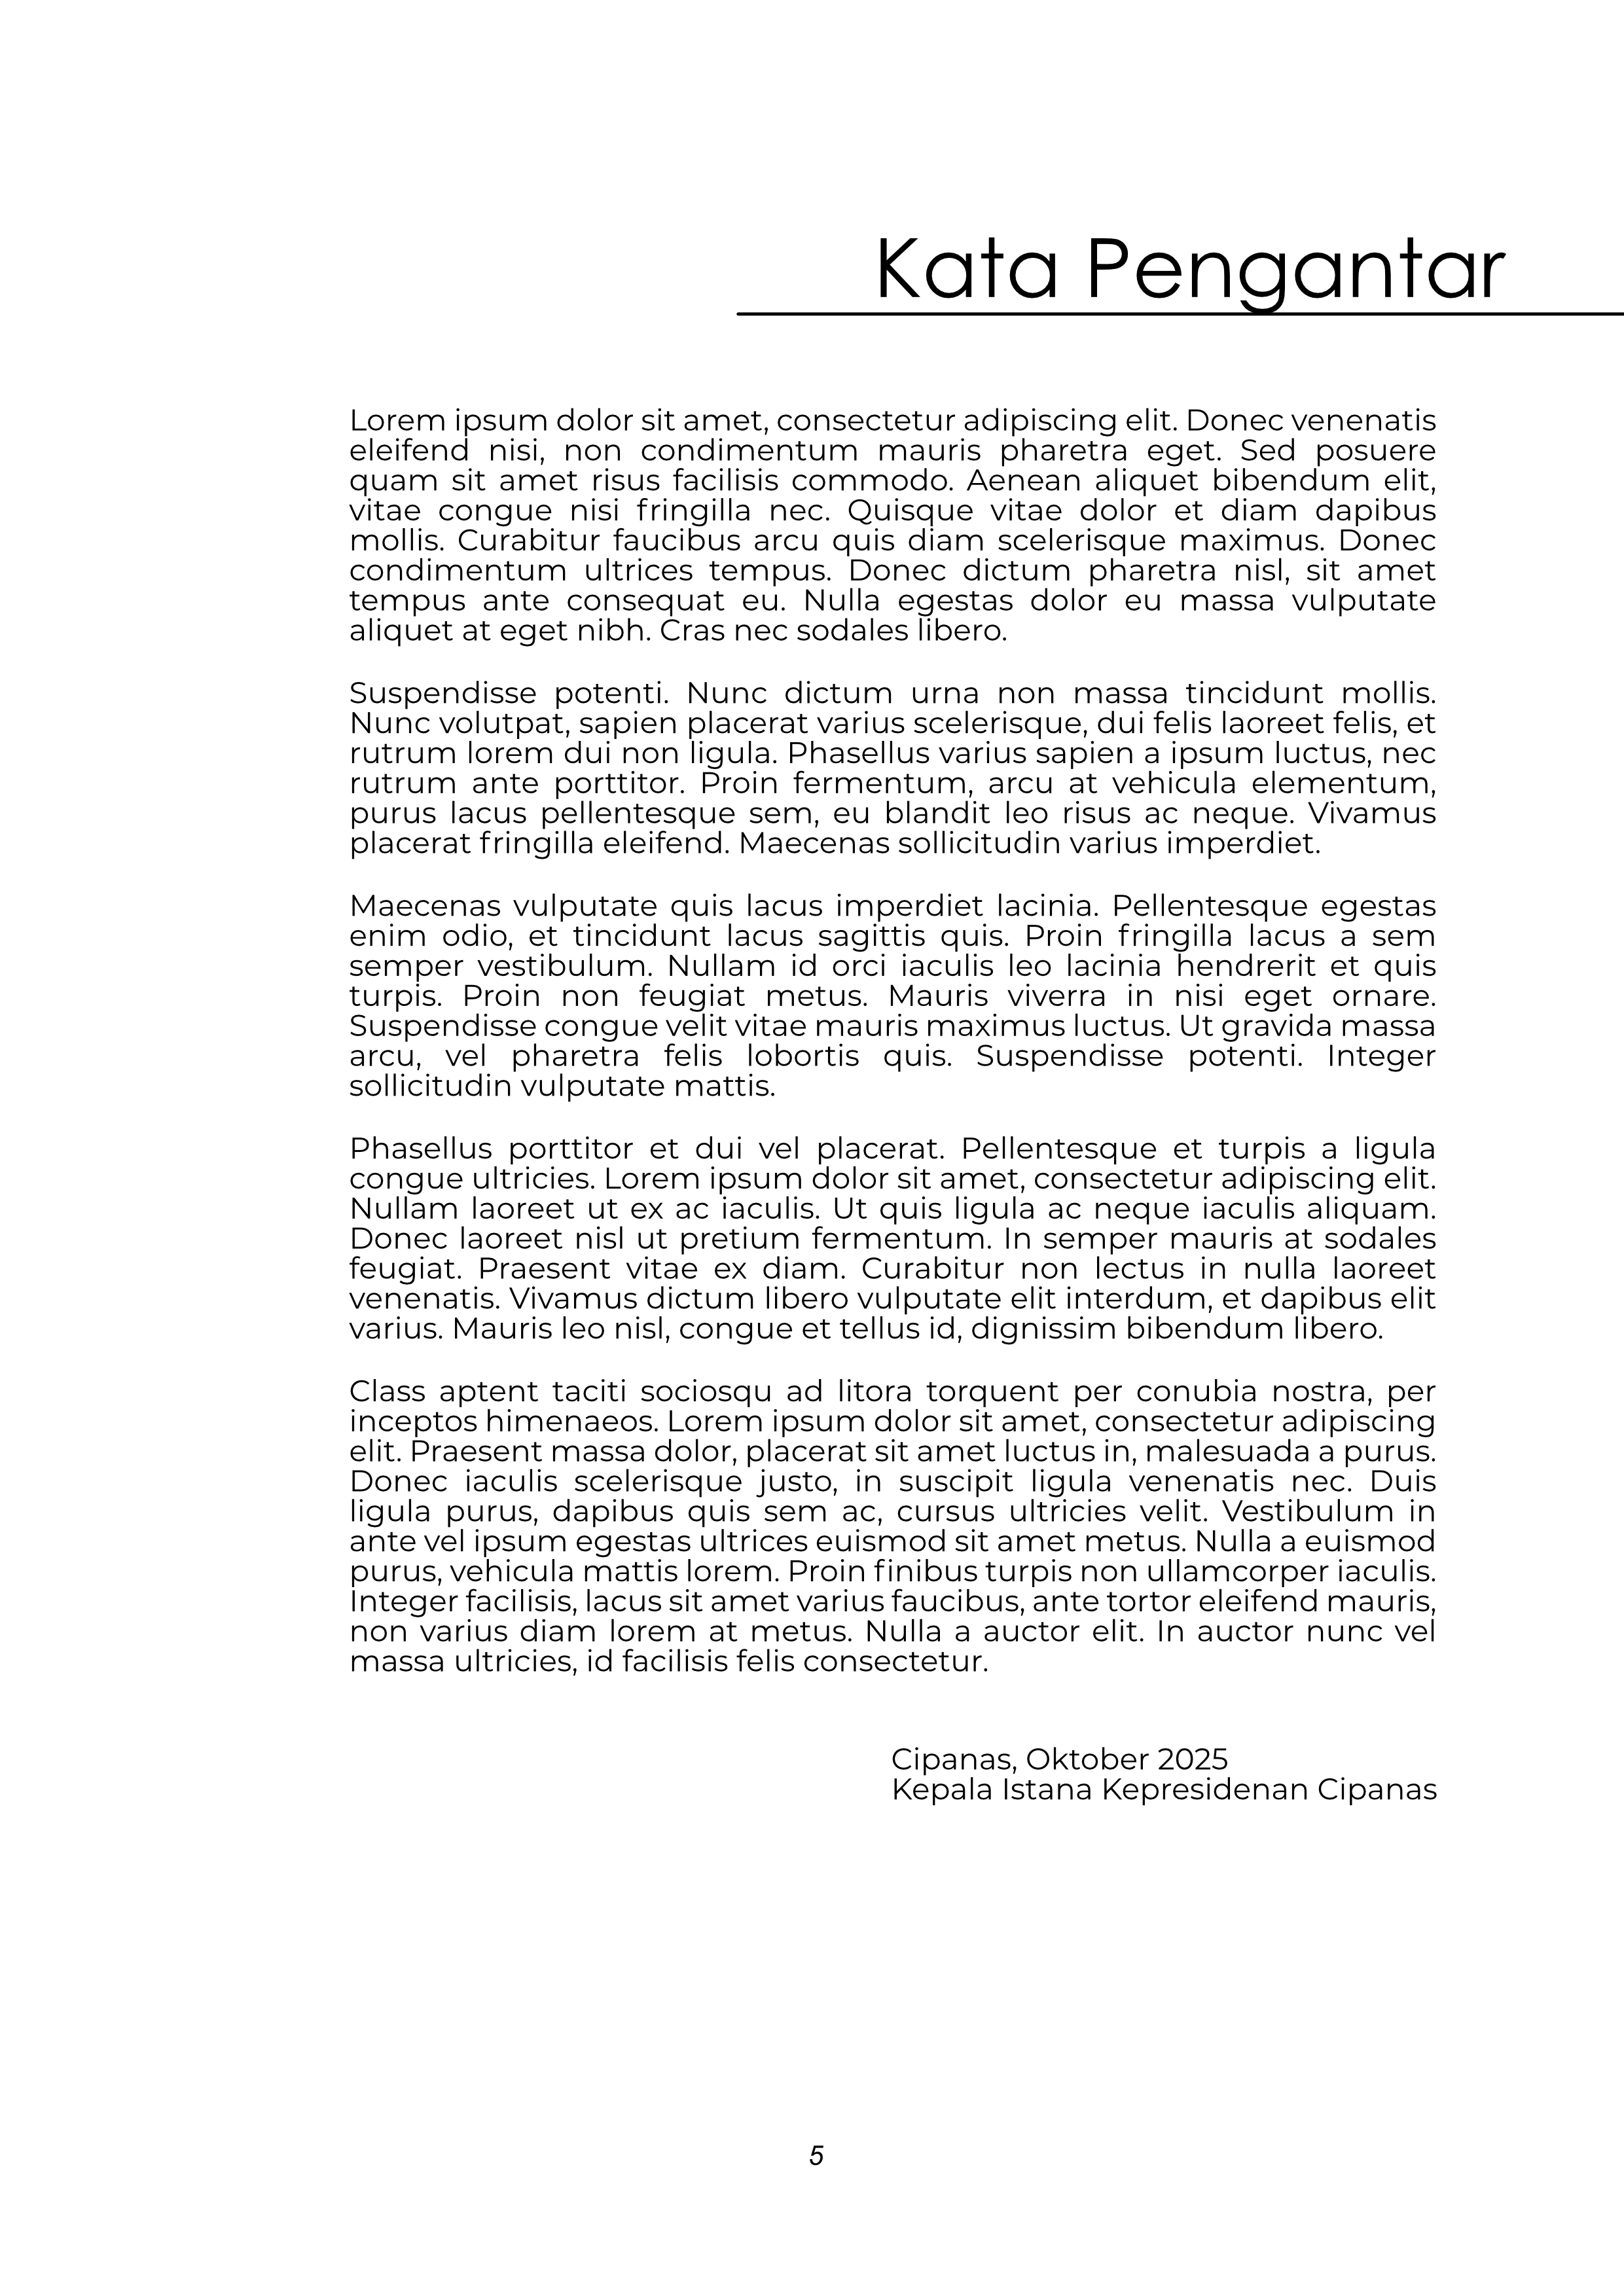 Kata Pengantar
Lorem ipsum dolor sit amet, consectetur adipiscing elit. Donec venenatis
eleifend nisi, non condimentum mauris pharetra eget. Sed posuere
quam sit amet risus facilisis commodo. Aenean aliquet bibendum elit,
vitae congue nisi fringilla nec. Quisque vitae dolor et diam dapibus
mollis. Curabitur faucibus arcu quis diam scelerisque maximus. Donec
condimentum ultrices tempus. Donec dictum pharetra nisl, sit amet
tempus ante consequat eu. Nulla egestas dolor eu massa vulputate
aliquet at eget nibh. Cras nec sodales libero.
Suspendisse potenti. Nunc dictum urna non massa tincidunt mollis.
Nunc volutpat, sapien placerat varius scelerisque, dui felis laoreet felis, et
rutrum lorem dui non ligula. Phasellus varius sapien a ipsum luctus, nec
rutrum ante porttitor. Proin fermentum, arcu at vehicula elementum,
purus lacus pellentesque sem, eu blandit leo risus ac neque. Vivamus
placerat fringilla eleifend. Maecenas sollicitudin varius imperdiet.
Maecenas vulputate quis lacus imperdiet lacinia. Pellentesque egestas
enim odio, et tincidunt lacus sagittis quis. Proin fringilla lacus a sem
semper vestibulum. Nullam id orci iaculis leo lacinia hendrerit et quis
turpis. Proin non feugiat metus. Mauris viverra in nisi eget ornare.
Suspendisse congue velit vitae mauris maximus luctus. Ut gravida massa
arcu, vel pharetra felis lobortis quis. Suspendisse potenti. Integer
sollicitudin vulputate mattis.
Phasellus porttitor et dui vel placerat. Pellentesque et turpis a ligula
congue ultricies. Lorem ipsum dolor sit amet, consectetur adipiscing elit.
Nullam laoreet ut ex ac iaculis. Ut quis ligula ac neque iaculis aliquam.
Donec laoreet nisl ut pretium fermentum. In semper mauris at sodales
feugiat. Praesent vitae ex diam. Curabitur non lectus in nulla laoreet
venenatis. Vivamus dictum libero vulputate elit interdum, et dapibus elit
varius. Mauris leo nisl, congue et tellus id, dignissim bibendum libero.
Class aptent taciti sociosqu ad litora torquent per conubia nostra, per
inceptos himenaeos. Lorem ipsum dolor sit amet, consectetur adipiscing
elit. Praesent massa dolor, placerat sit amet luctus in, malesuada a purus.
Donec iaculis scelerisque justo, in suscipit ligula venenatis nec. Duis
ligula purus, dapibus quis sem ac, cursus ultricies velit. Vestibulum in
ante vel ipsum egestas ultrices euismod sit amet metus. Nulla a euismod
purus, vehicula mattis lorem. Proin finibus turpis non ullamcorper iaculis.
Integer facilisis, lacus sit amet varius faucibus, ante tortor eleifend mauris,
non varius diam lorem at metus. Nulla a auctor elit. In auctor nunc vel
massa ultricies, id facilisis felis consectetur.
Cipanas, Oktober 2025
Kepala Istana Kepresidenan Cipanas
5